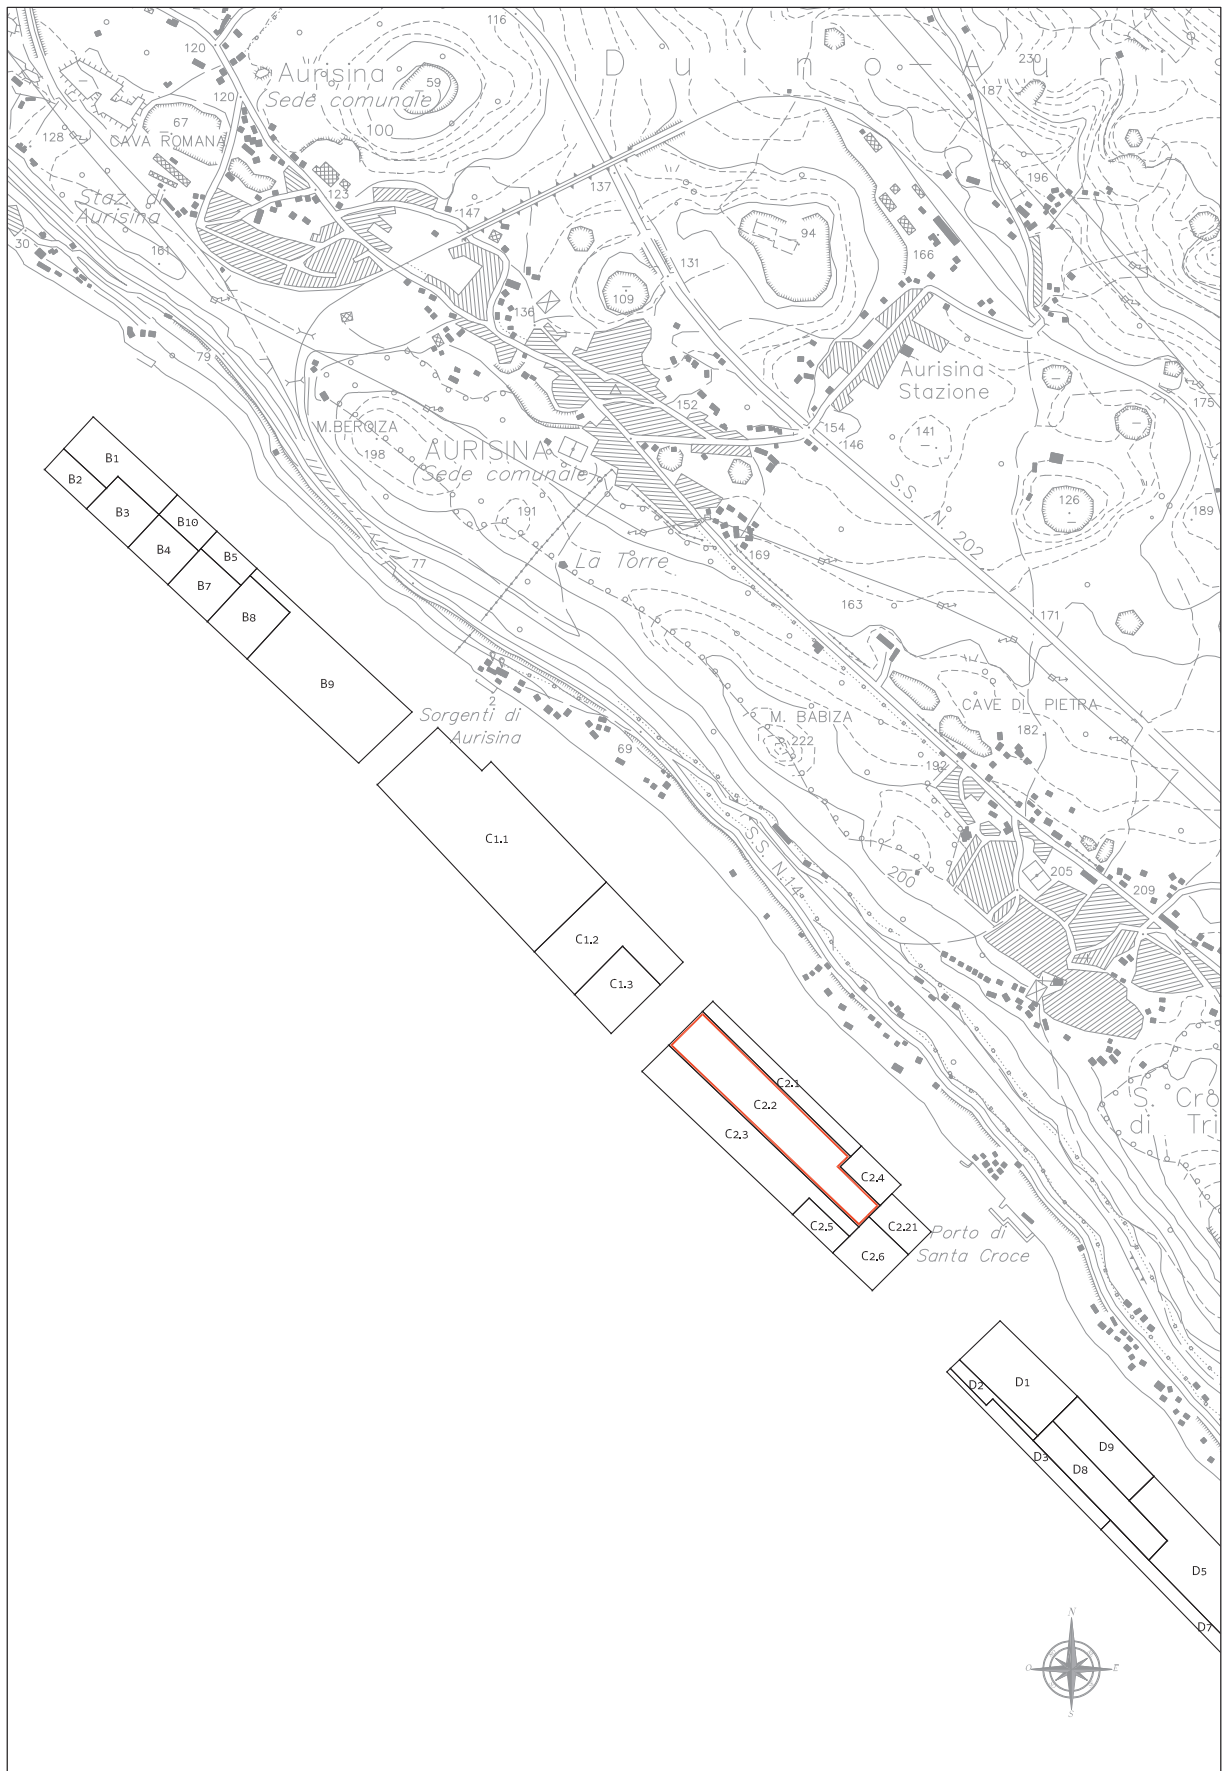 116
120
D u i n o - A u r i s
230
Aurisina
Sede comunale
59
187
120
67
100
128
CAVA ROMANA
137
196
Staz. di
Aurisina
123
147
94
30
161
131
166
109
136
79
Aurisina
Stazione
175
152
M.BEROIZA
154
146
141
198
AURISINA
(Sede comunale)
B1
S.S. N. 202
126
B2
191
189
B3
B10
169
B4
B5
La Torre
77
B7
163
171
B8
B9
2
CAVE DI PIETRA
Sorgenti di
Aurisina
M. BABIZA
182
222
69
192
C1.1
S.S. N.14
200
205
209
C1.2
C1.3
C2.1
S. Cro
di Tri
C2.2
C2.3
C2.4
C2.5
C2.21
Porto di
Santa Croce
C2.6
D1
D2
D9
D3
D8
D5
D7
N
O
E
S